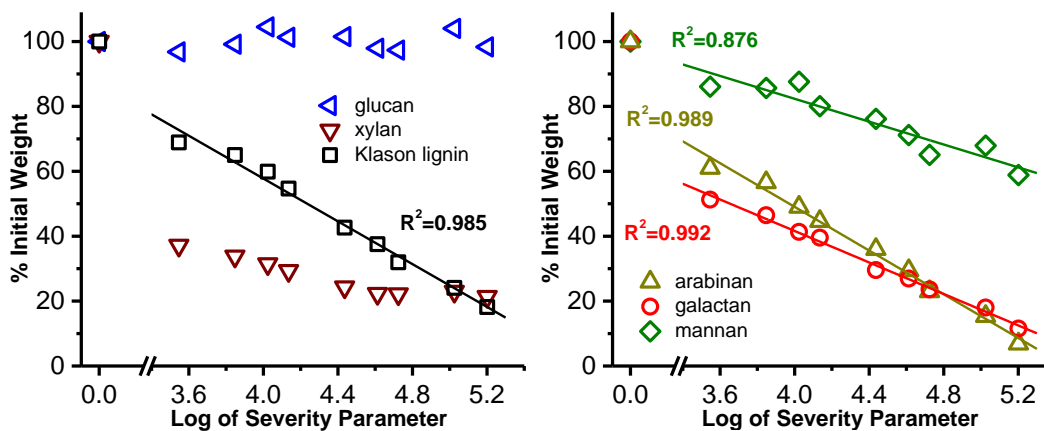 % Initial Weight
100
80
60
40
20
0
glucan
xylan
Klason lignin
R²=0.985
0.0 3.6 4.0 4.4 4.8 5.2
Log of Severity Parameter
% Initial Weight
100
80
60
40
20
0
R²=0.876
R²=0.989
R²=0.992
arabinan
galactan
mannan
0.0 3.6 4.0 4.4 4.8 5.2
Log of Severity Parameter